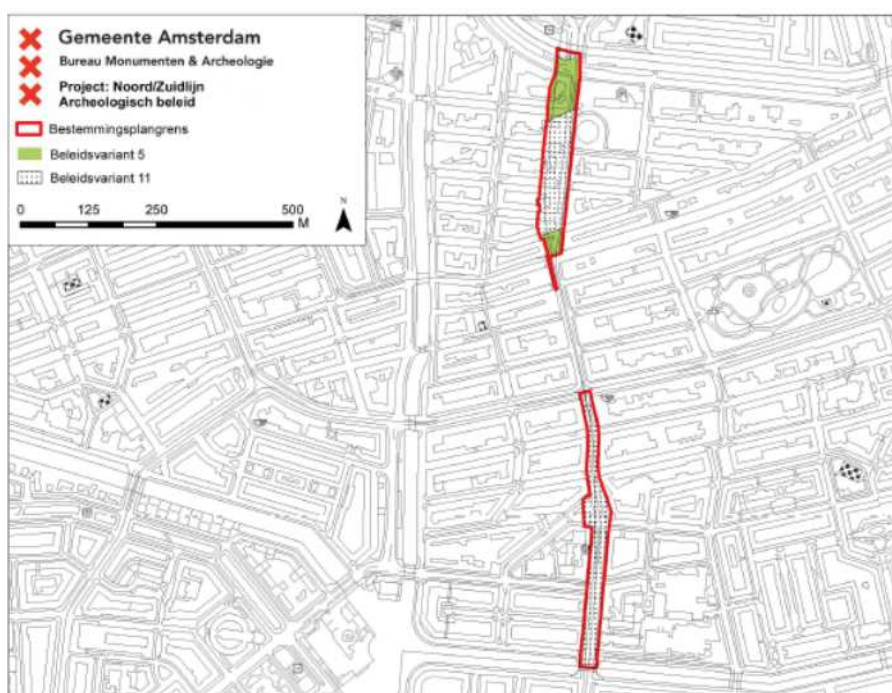 Gemeente Amsterdam
Bureau Monumenten & Archeologie
Project: Noord/Zuidlijn
Archeologisch beleid
Bestemmingsplangrens
Beleidsvariant 5
Beleidsvariant 11
0 125 250 500
M
N